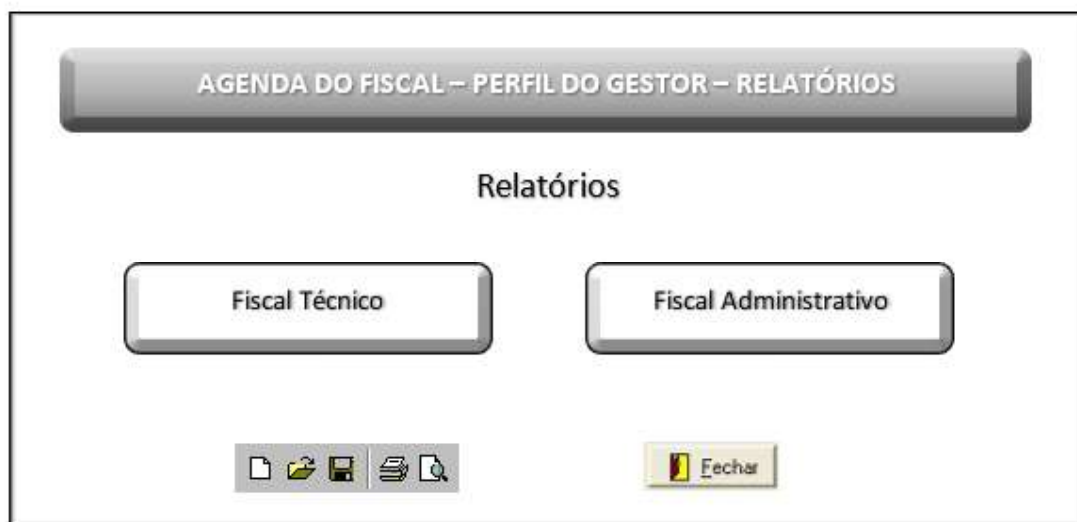 AGENDA DO FISCAL – PERFIL DO GESTOR – RELATÓRIOS
Relatórios
Fiscal Técnico
Fiscal Administrativo
Fechar